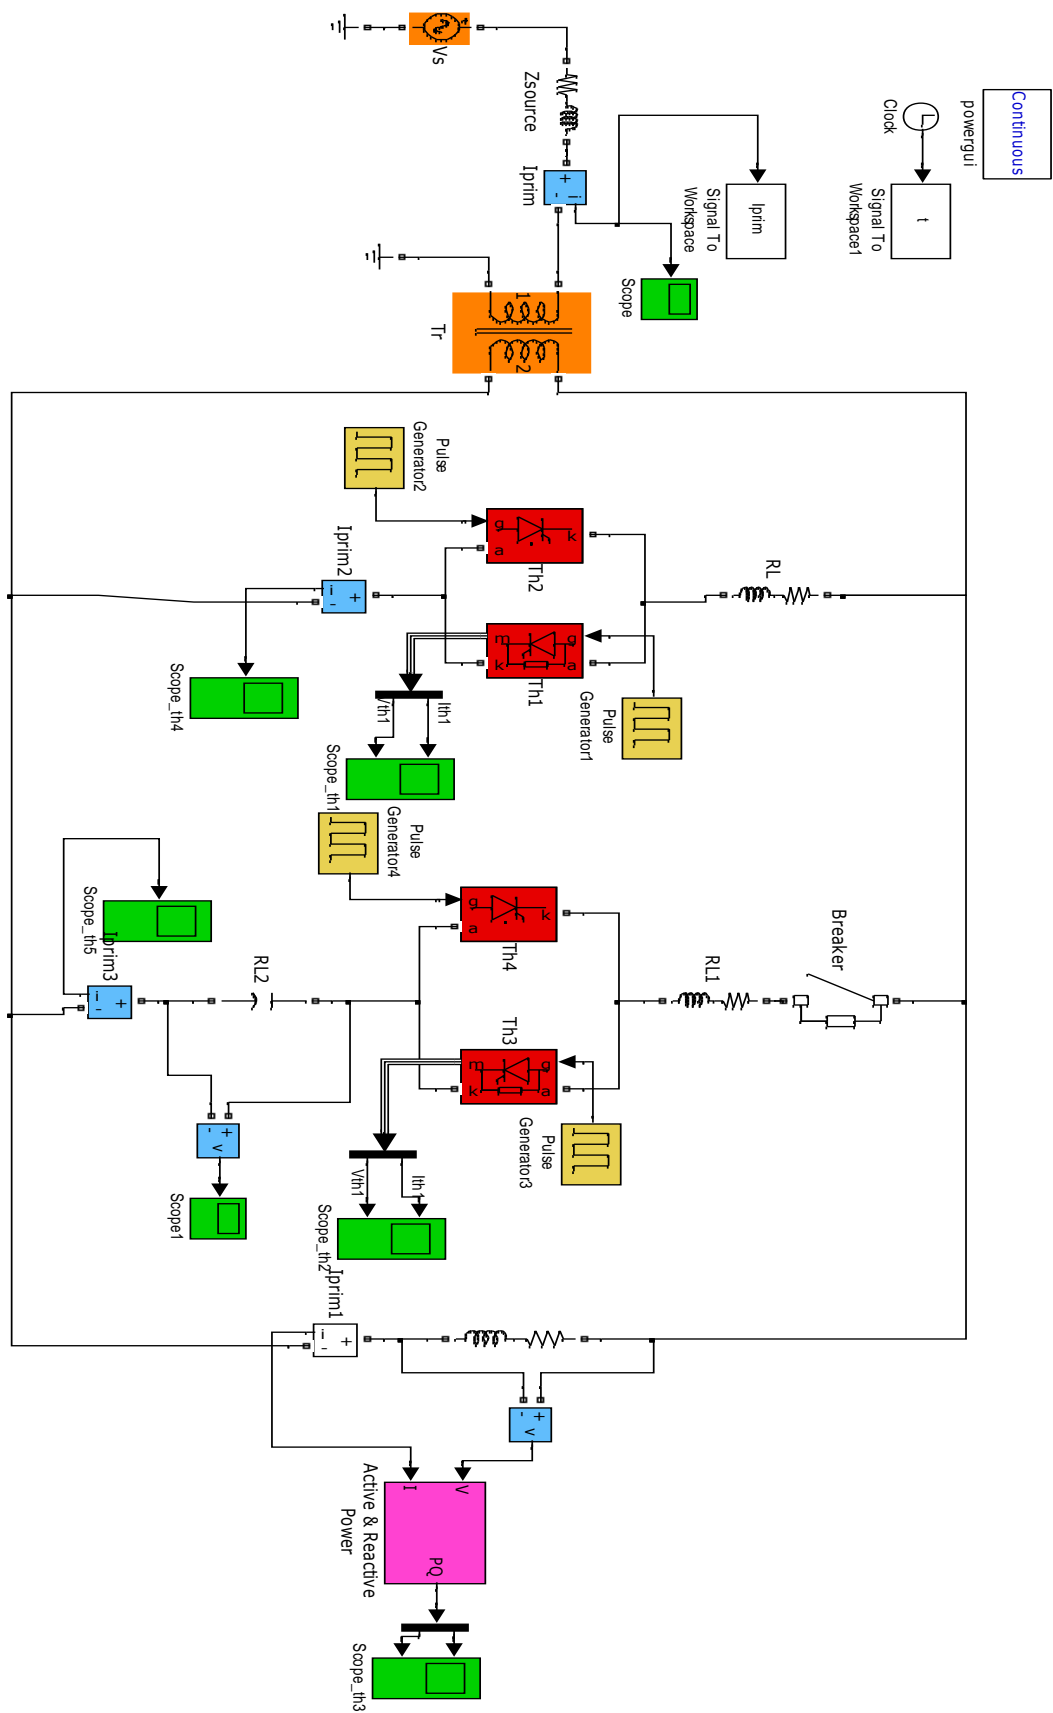 Continuous
powergui
Clock
t
Signal To
Workspace1
Iprim
Signal To
Workspace
Scope
Vs
Zsource
+
-
i
Iprim
1
2
Tr
Pulse
Generator2
g
a
k
Th2
RL
Iprim2
+
i
-
Scope_th4
m
k
g
a
Th1
Pulse
Generator1
Vth1
Ith1
Scope_th1
Pulse
Generator4
g
a
k
Th4
Breaker
RL1
RL2
Scope_th5
Iprim3
+
i
-
m
k
g
a
Th3
Pulse
Generator3
Vth1
Ith1
Scope_th2
+
-
v
Scope1
Iprim1
+
i
-
+
-
v
V
I
PQ
Active & Reactive
Power
Scope_th3